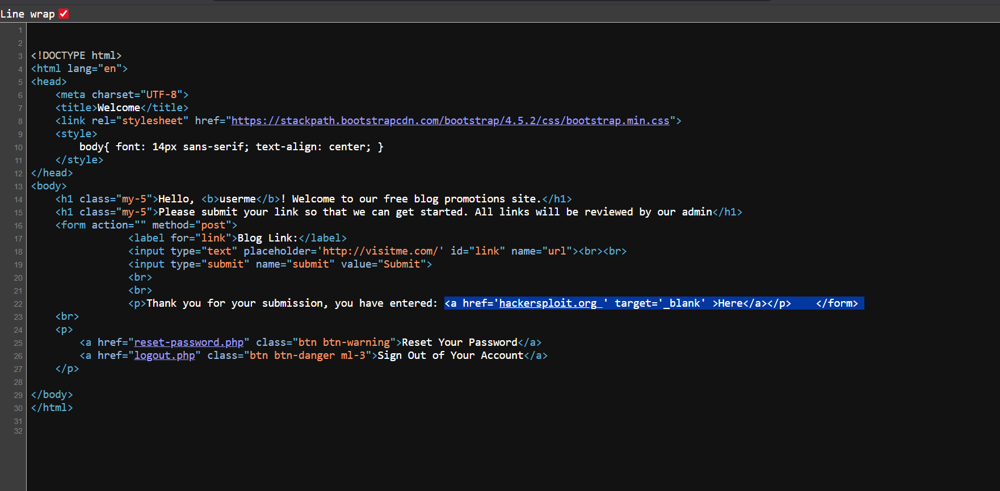 Line wrap
1
2
3 <!DOCTYPE html>
4 <html lang="en">
5 <head>
6     <meta charset="UTF-8">
7     <title>Welcome</title>
8     <link rel="stylesheet" href="https://stackpath.bootstrapcdn.com/bootstrap/4.5.2/css/bootstrap.min.css">
9     <style>
10         body{ font: 14px sans-serif; text-align: center; }
11     </style>
12 </head>
13 <body>
14     <h1 class="my-5">Hello, <b>userme</b>! Welcome to our free blog promotions site.</h1>
15     <h1 class="my-5">Please submit your link so that we can get started. All links will be reviewed by our admin</h1>
16     <form action="" method="post">
17                 <label for="link">Blog Link:</label>
18                 <input type="text" placeholder='http://visitme.com/' id="link" name="url"><br><br>
19                 <input type="submit" name="submit" value="Submit">
20                 <br>
21                 <br>
22                 <p>Thank you for your submission, you have entered: <a href='hackersploit.org ' target='_blank' >Here</a></p>    </form>
23     <br>
24     <p>
25         <a href="reset-password.php" class="btn btn-warning">Reset Your Password</a>
26         <a href="logout.php" class="btn btn-danger ml-3">Sign Out of Your Account</a>
27     </p>
28
29 </body>
30 </html>
31
32